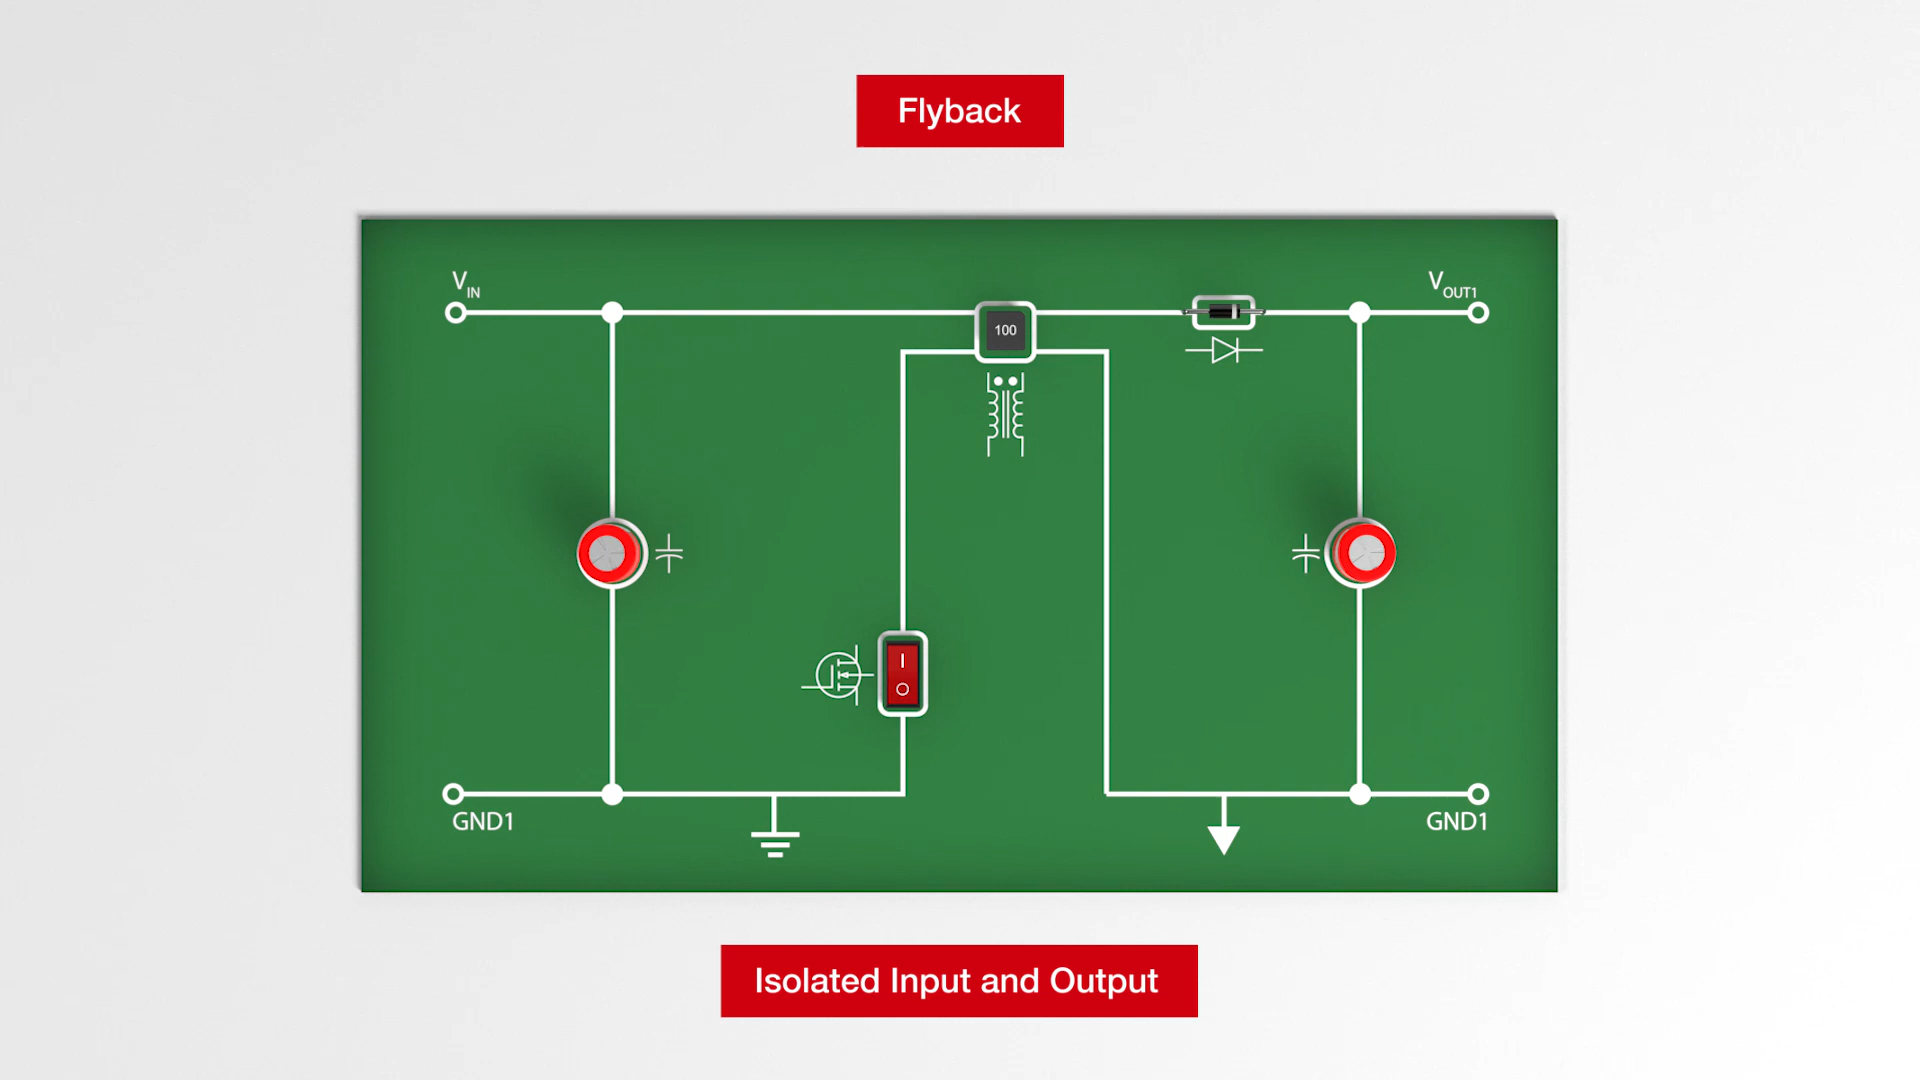 Flyback
VIN
VOUT1
100
I
O
GND1
GND1
Isolated Input and Output